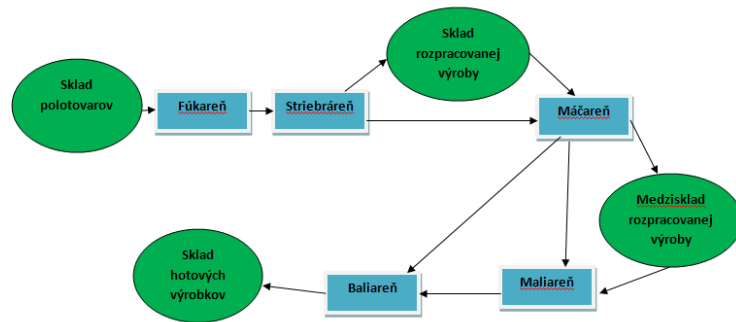 Sklad
rozpracovanej
výroby
Sklad
polotovarov
Fúkareň
Striebráreň
Máčareň
Medzisklad
rozpracovanej
výroby
Sklad
hotových
výrobkov
Baliareň
Maliareň